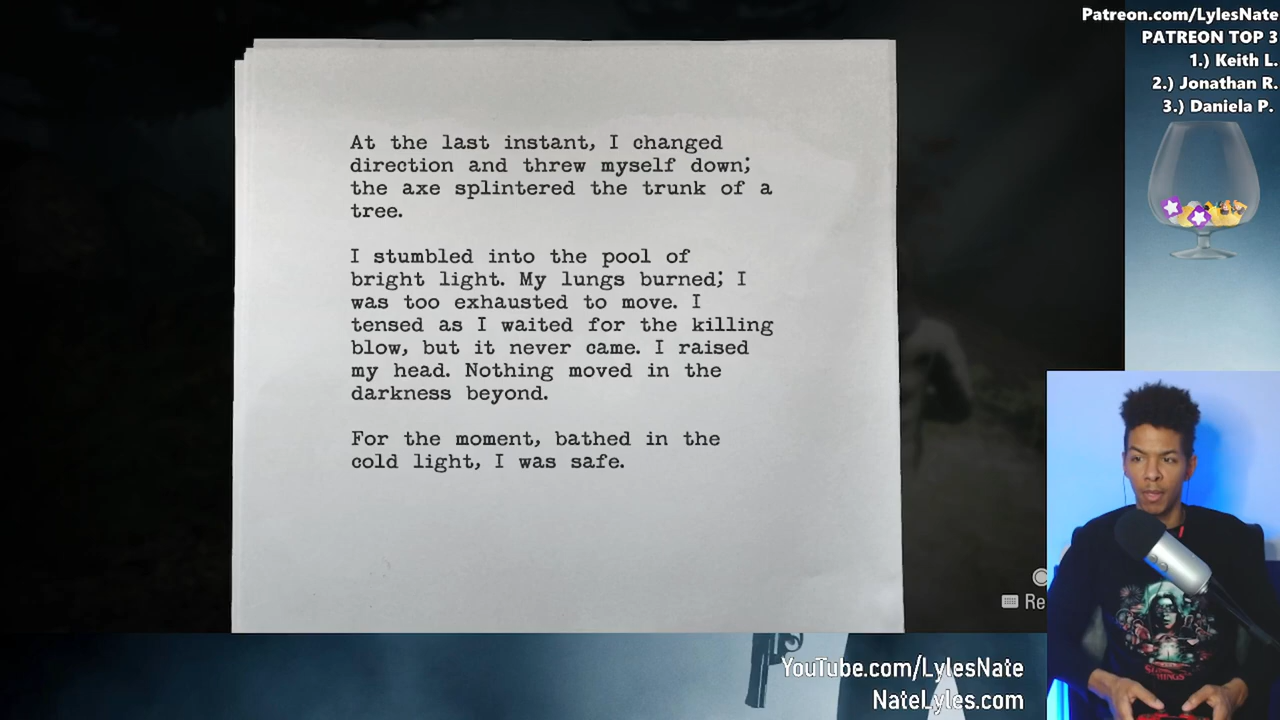 Patreon.com/LylesNate
PATREON TOP 3
1.) Keith L.
2.) Jonathan R.
3.) Daniela P.
At the last instant, I changed
direction and threw myself down;
the axe splintered the trunk of a
tree.
I stumbled into the pool of
bright light. My lungs burned; I
was too exhausted to move. I
tensed as I waited for the killing
blow, but it never came. I raised
my head. Nothing moved in the
darkness beyond.
For the moment, bathed in the
cold light, I was safe.
YouTube.com/LylesNate
NateLyles.com